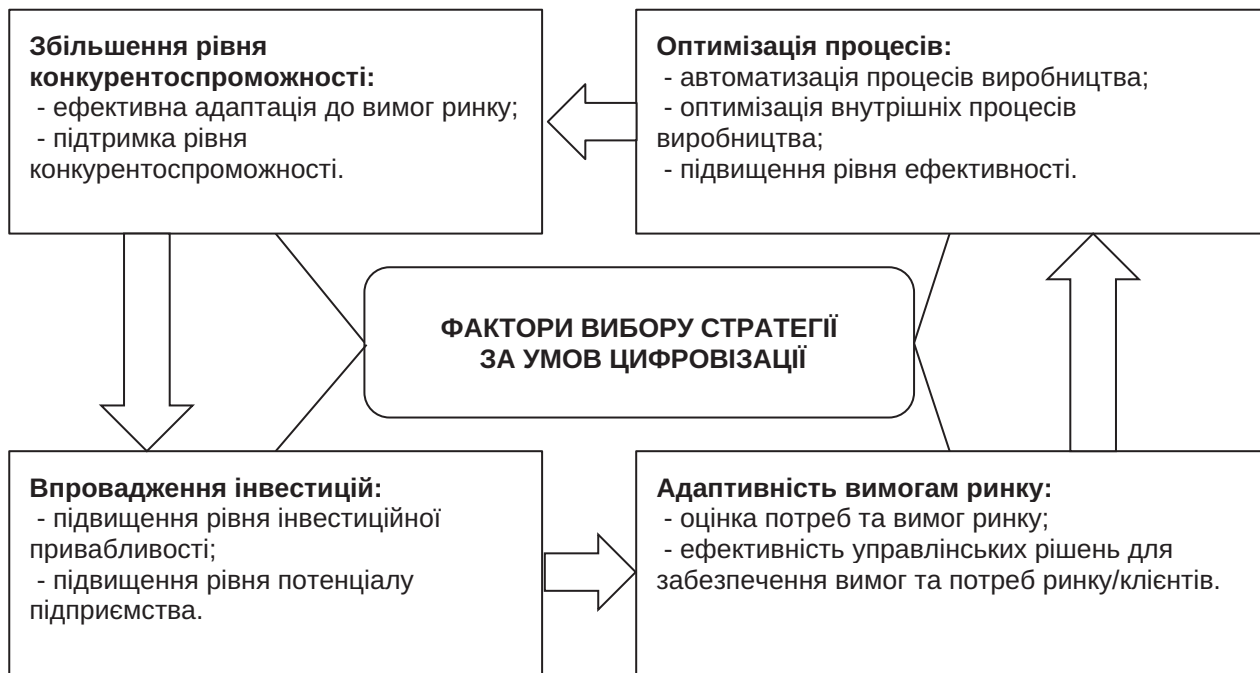 Збільшення рівня
конкурентоспроможності:
- ефективна адаптація до вимог ринку;
- підтримка рівня
конкурентоспроможності.
Оптимізація процесів:
- автоматизація процесів виробництва;
- оптимізація внутрішніх процесів
виробництва;
- підвищення рівня ефективності.
ФАКТОРИ ВИБОРУ СТРАТЕГІЇ
ЗА УМОВ ЦИФРОВІЗАЦІЇ
Впровадження інвестицій:
- підвищення рівня інвестиційної
привабливості;
- підвищення рівня потенціалу
підприємства.
Адаптивність вимогам ринку:
- оцінка потреб та вимог ринку;
- ефективність управлінських рішень для
забезпечення вимог та потреб ринку/клієнтів.